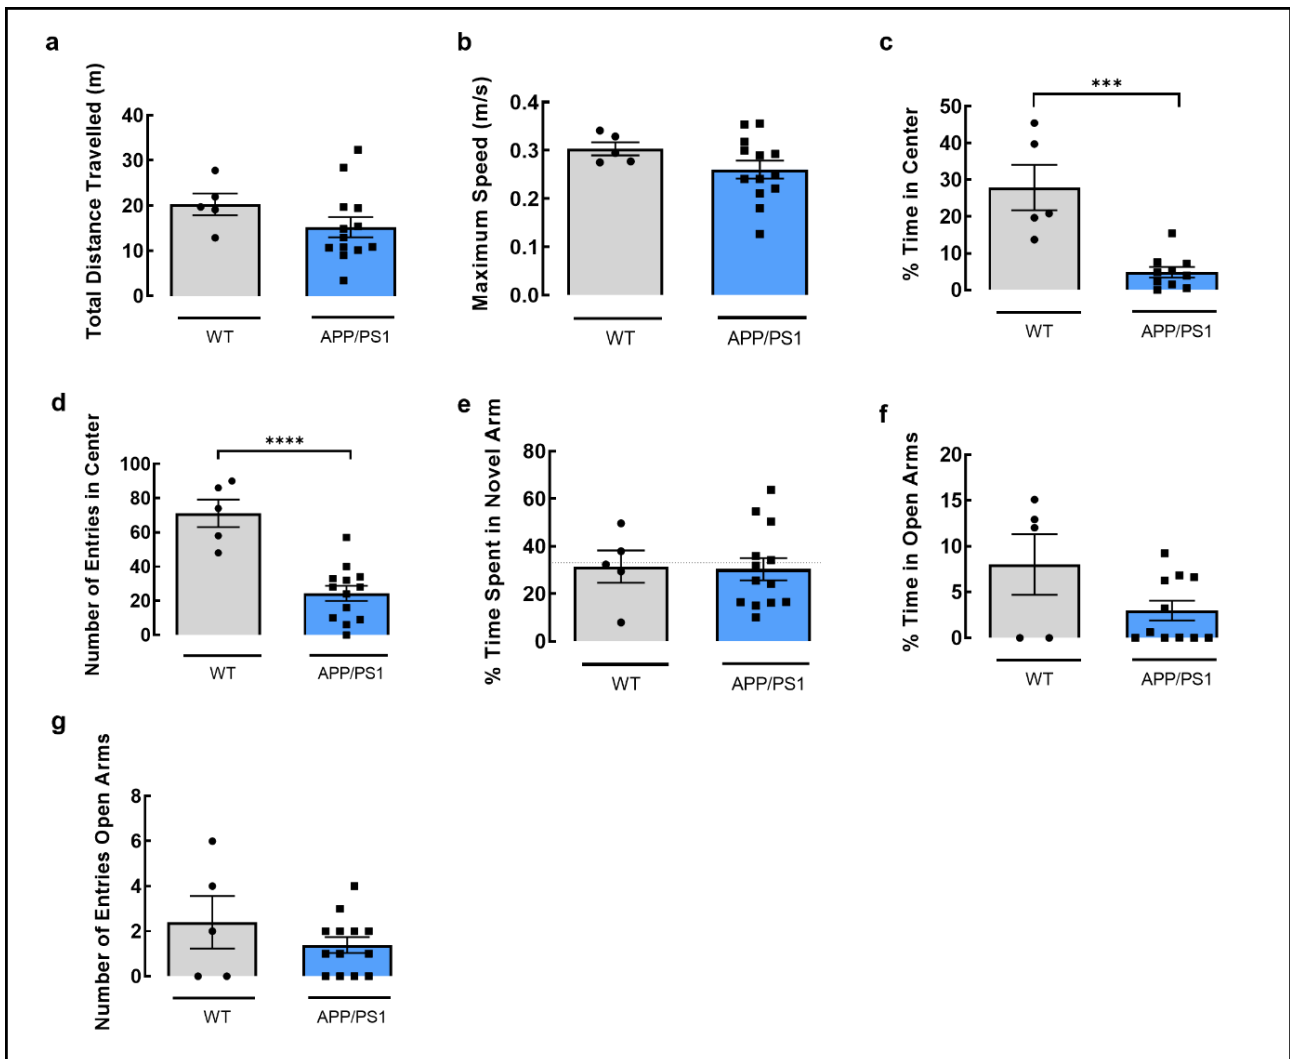 a
Total Distance Travelled (m)
40
30
20
10
0
WT
APP/PS1
b
Maximum Speed (m/s)
0.4
0.3
0.2
0.1
0.0
WT
APP/PS1
c
% Time in Center
***
50
40
30
20
10
0
WT
APP/PS1
d
Number of Entries in Center
****
100
80
60
40
20
0
WT
APP/PS1
e
% Time Spent in Novel Arm
80
60
40
20
0
WT
APP/PS1
f
% Time in Open Arms
20
15
10
5
0
WT
APP/PS1
g
Number of Entries Open Arms
8
6
4
2
0
WT
APP/PS1